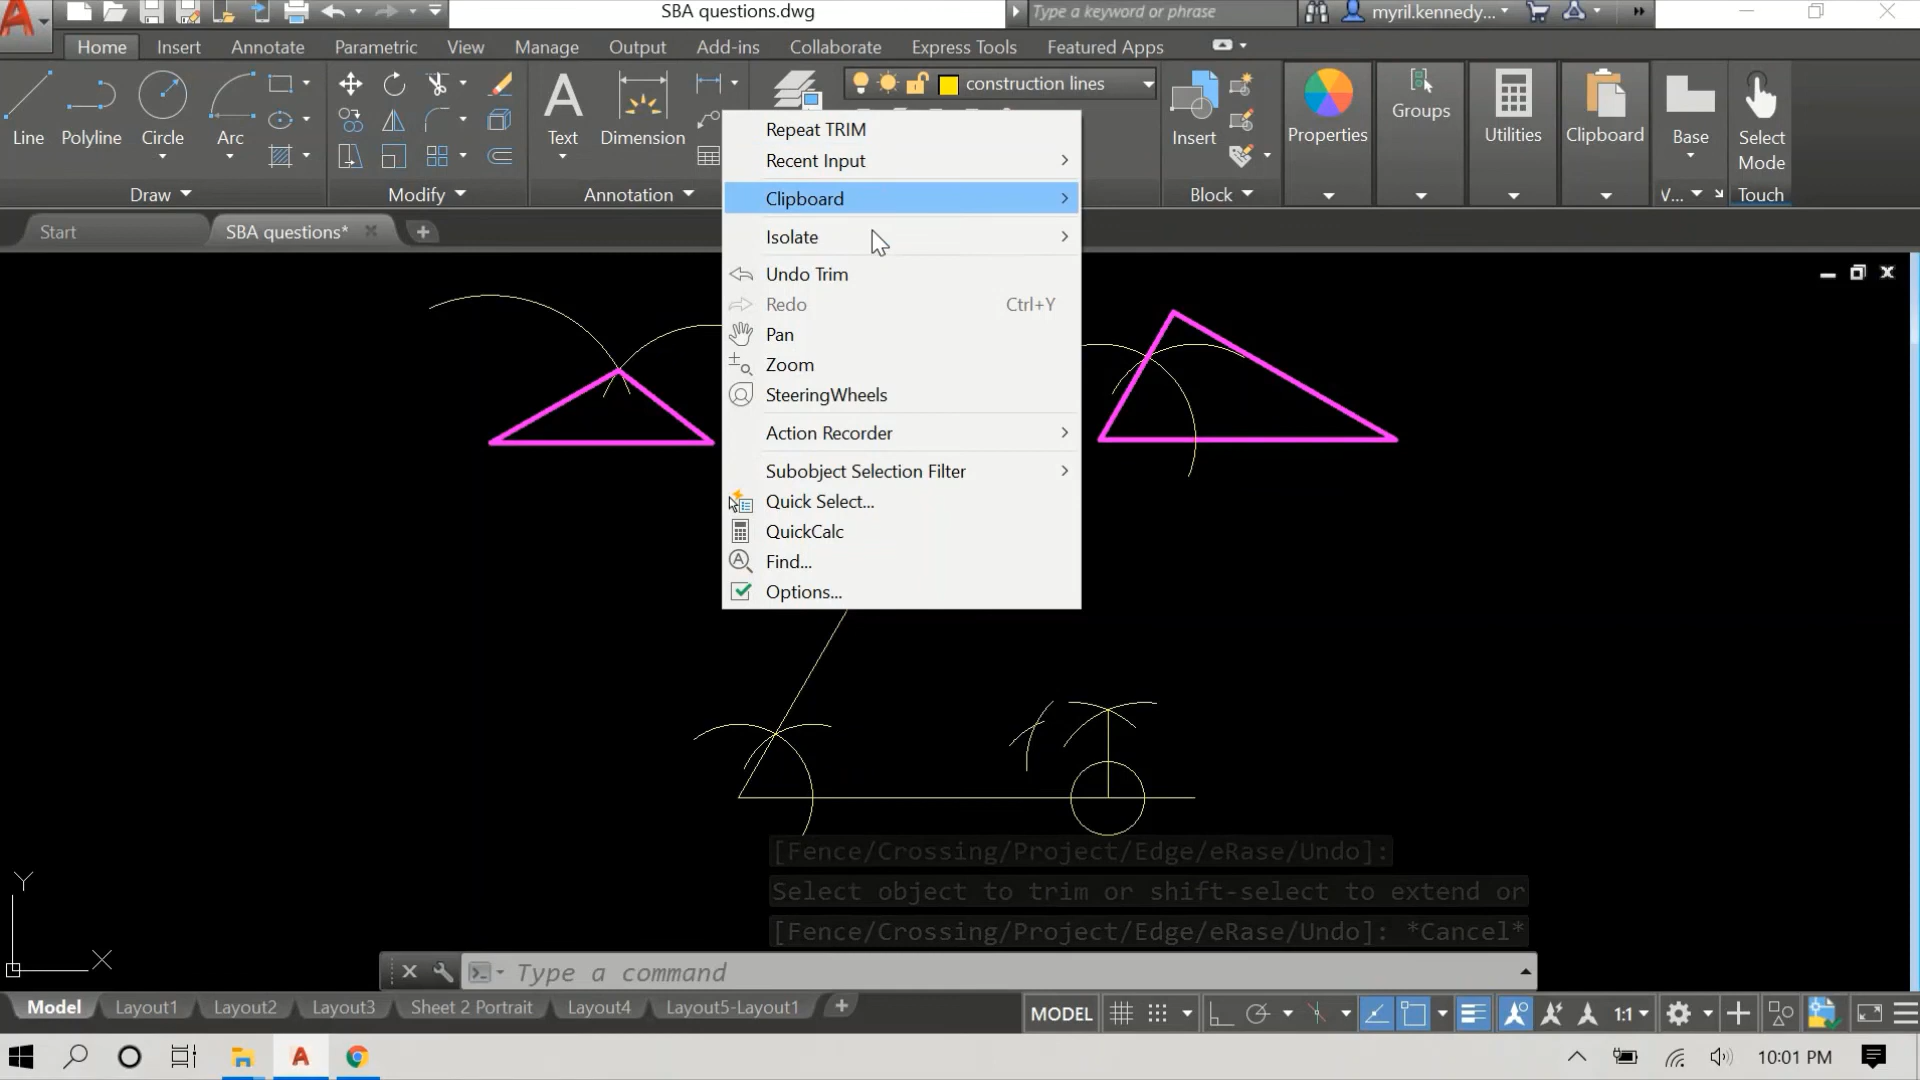 SBA questions.dwg
Type a keyword or phrase
myril.kennedy...
Home Insert Annotate Parametric View Manage Output Add-ins Collaborate Express Tools Featured Apps
construction lines
Line Polyline Circle Arc
Text Dimension
Insert
Properties
Groups
Utilities
Clipboard
Base
Select
Mode
Draw Modify Annotation Block V... Touch
Start SBA questions*
Repeat TRIM
Recent Input
Clipboard
Isolate
Undo Trim
Redo Ctrl+Y
Pan
Zoom
SteeringWheels
Action Recorder
Subobject Selection Filter
Quick Select...
QuickCalc
Find...
Options...
[Fence/Crossing/Project/Edge/eRase/Undo]:
Select object to trim or shift-select to extend or
[Fence/Crossing/Project/Edge/eRase/Undo]: *Cancel*
Y
X
Type a command
Model Layout1 Layout2 Layout3 Sheet 2 Portrait Layout4 Layout5-Layout1
MODEL 1:1
10:01 PM